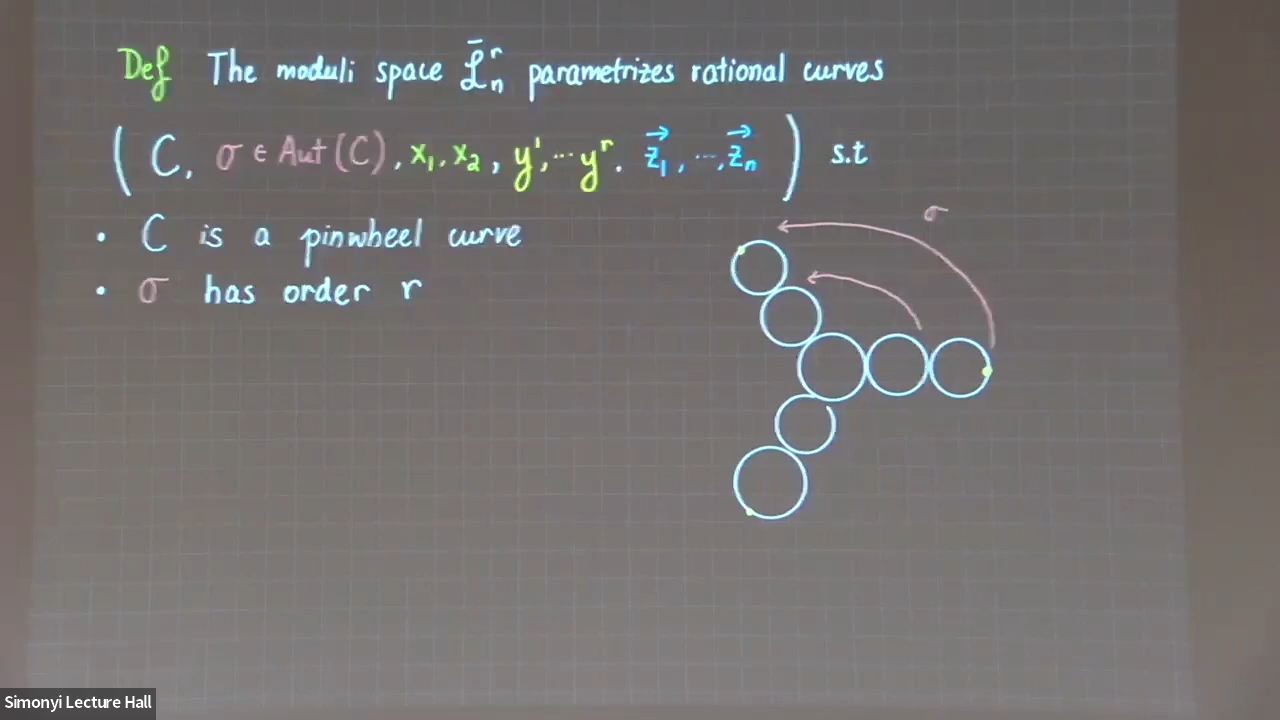 Def The moduli space $\bar{\mathcal{L}}_n^r$ parametrizes rational curves
( C, σ ∈ Aut(C), x₁, x₂, y¹, ⋯ yʳ. $\vec{z}_1$, ⋯, $\vec{z}_n$ ) s.t
• C is a pinwheel curve
• σ has order r
σ
Simonyi Lecture Hall